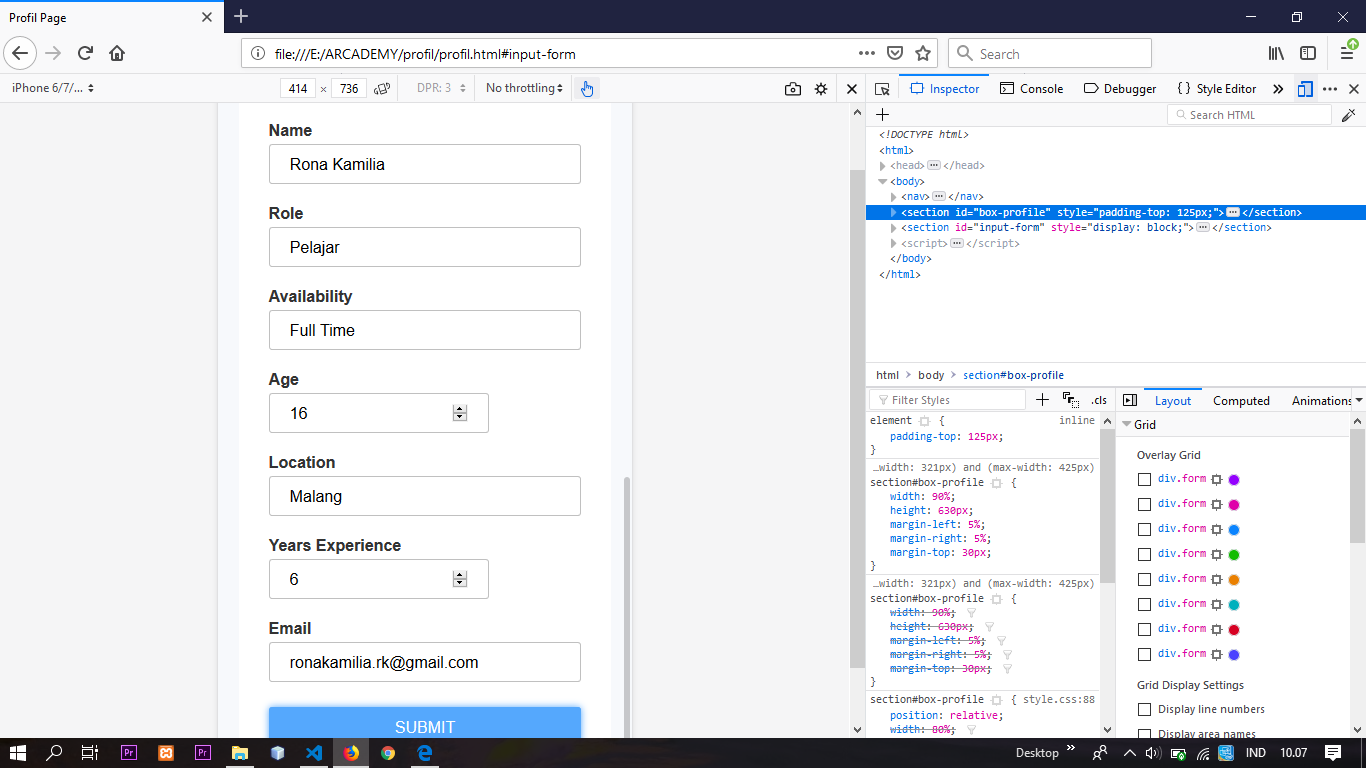 Profil Page
file:///E:/ARCADEMY/profil/profil.html#input-form
Search
iPhone 6/7/...
414 × 736
DPR: 3
No throttling
Name
Rona Kamilia
Role
Pelajar
Availability
Full Time
Age
16
Location
Malang
Years Experience
6
Email
ronakamilia.rk@gmail.com
SUBMIT
Inspector
Console
Debugger
{} Style Editor
Search HTML
<!DOCTYPE html>
<html>
<head> ... </head>
<body>
<nav> ... </nav>
<section id="box-profile" style="padding-top: 125px;"> ... </section>
<section id="input-form" style="display: block;"> ... </section>
<script> ... </script>
</body>
</html>
html > body > section#box-profile
Filter Styles
.cls
element { inline
padding-top: 125px;
}
…width: 321px) and (max-width: 425px)
section#box-profile {
width: 90%;
height: 630px;
margin-left: 5%;
margin-right: 5%;
margin-top: 30px;
}
…width: 321px) and (max-width: 425px)
section#box-profile {
width: 90%;
height: 630px;
margin-left: 5%;
margin-right: 5%;
margin-top: 30px;
}
section#box-profile { style.css:88
position: relative;
width: 80%;
Layout
Computed
Animations
Grid
Overlay Grid
div.form
div.form
div.form
div.form
div.form
div.form
div.form
div.form
Grid Display Settings
Display line numbers
Display area names
Desktop
IND
10.07